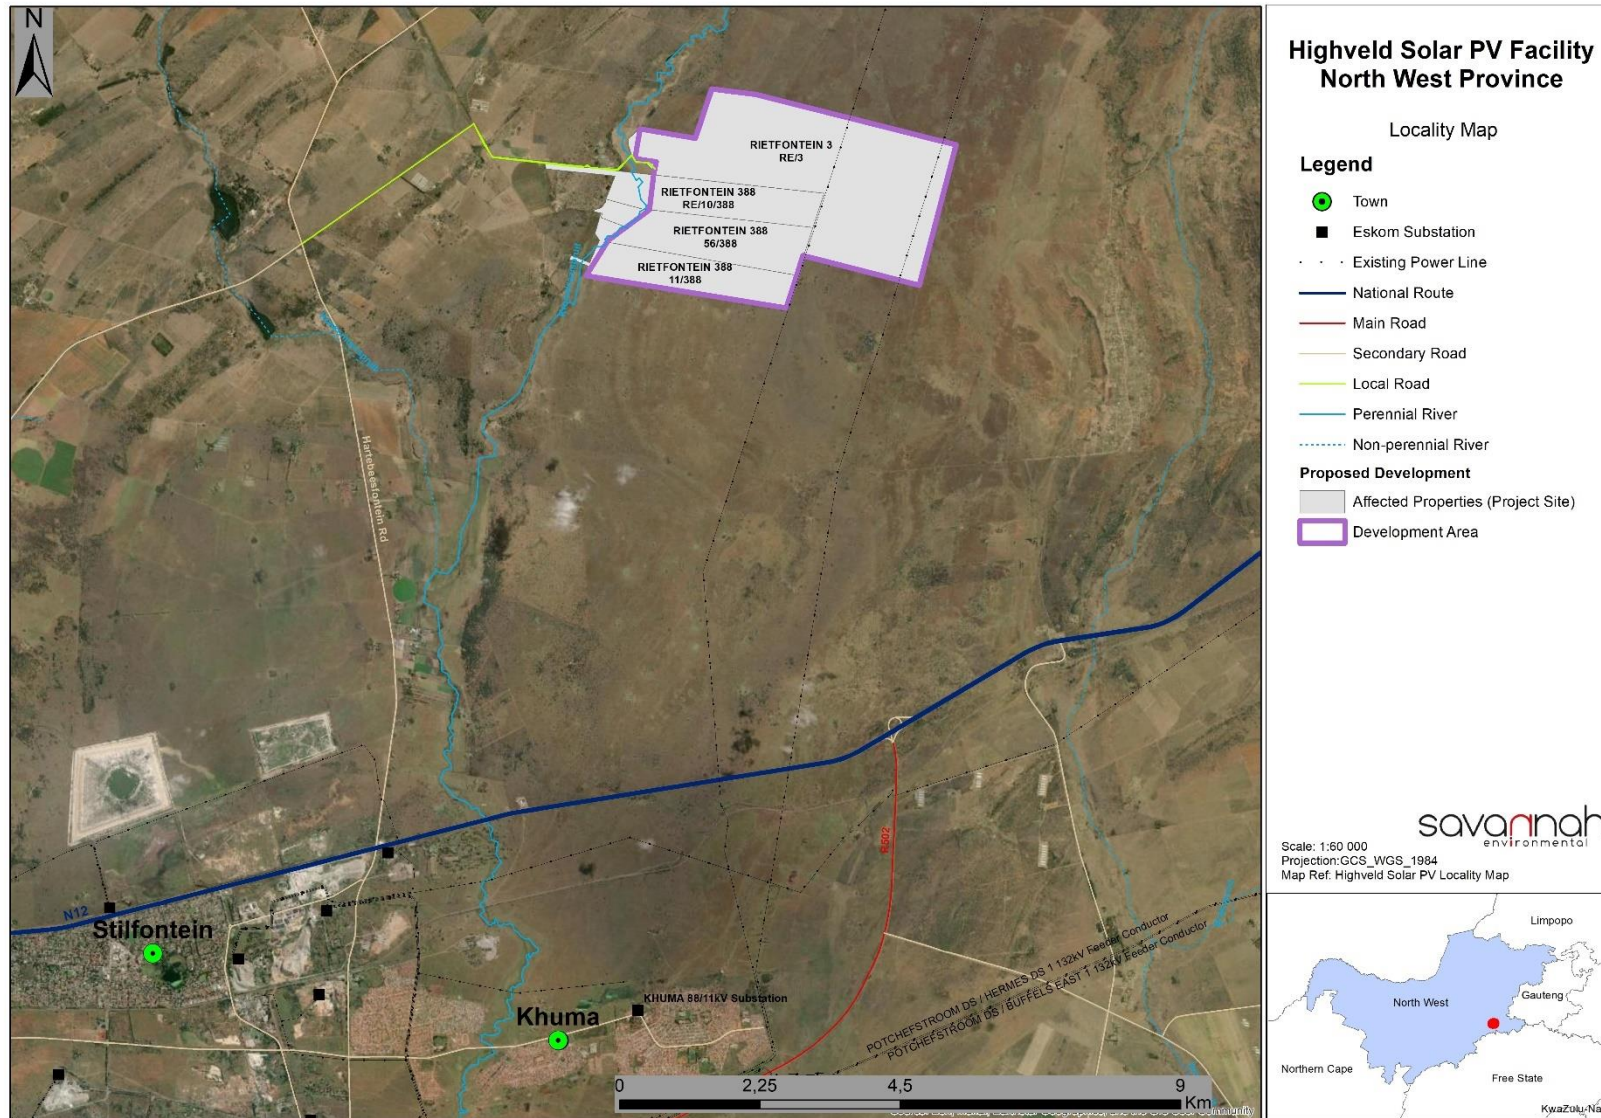 N
RIETFONTEIN 3
RE/3
RIETFONTEIN 388
RE/10/388
RIETFONTEIN 388
56/388
RIETFONTEIN 388
11/388
Hartebeesfontein Rd
R502
N12
Stilfontein
Khuma
KHUMA 88/11kV Substation
POTCHEFSTROOM DS / HERMES DS 1 132kV Feeder Conductor
POTCHEFSTROOM DS / BUFFELS EAST 1 132kV Feeder Conductor
0 2,25 4,5 9
Km
Community
Highveld Solar PV Facility
North West Province
Locality Map
Legend
Town
Eskom Substation
Existing Power Line
National Route
Main Road
Secondary Road
Local Road
Perennial River
Non-perennial River
Proposed Development
Affected Properties (Project Site)
Development Area
savannah
environmental
Scale: 1:60 000
Projection:GCS_WGS_1984
Map Ref: Highveld Solar PV Locality Map
Limpopo
North West
Gauteng
Northern Cape
Free State
KwaZulu-Na